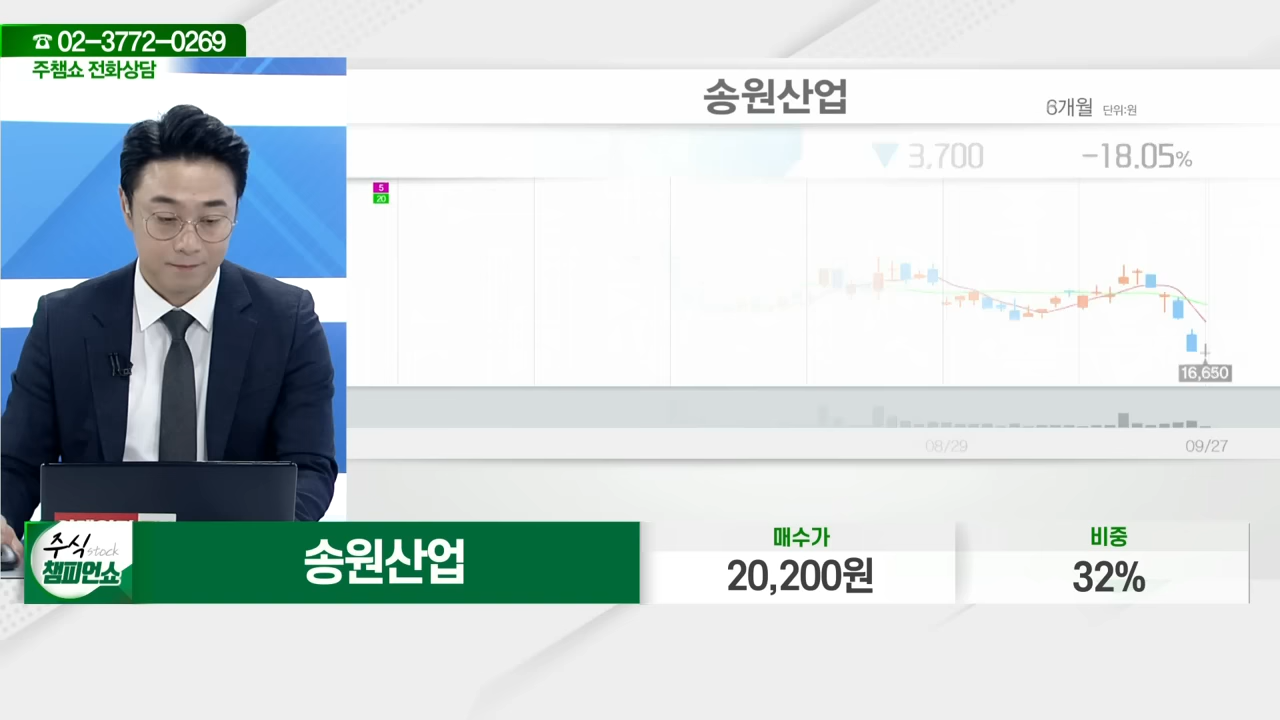 ☎ 02-3772-0269
주챔쇼 전화상담
송원산업
6개월 단위:원
▼ 3,700 -18.05%
5
20
16,650
08/29 09/27
주식 stock
챔피언쇼
송원산업
매수가
20,200원
비중
32%